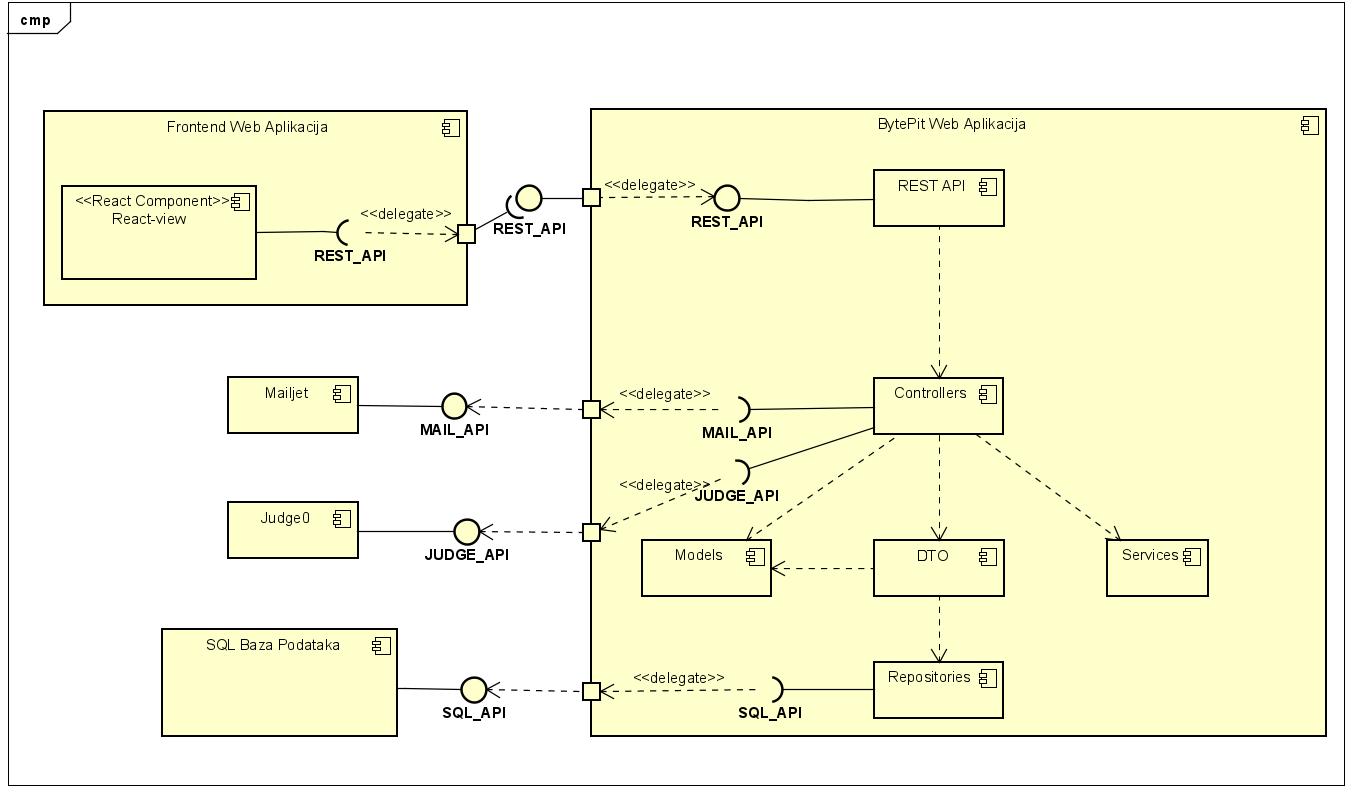 cmp
Frontend Web Aplikacija
<<React Component>>
React-view
<<delegate>>
REST_API
REST_API
BytePit Web Aplikacija
<<delegate>>
REST_API
REST API
Mailjet
MAIL_API
<<delegate>>
MAIL_API
Controllers
Judge0
JUDGE_API
<<delegate>>
JUDGE_API
Models
DTO
Services
SQL Baza Podataka
SQL_API
<<delegate>>
SQL_API
Repositories